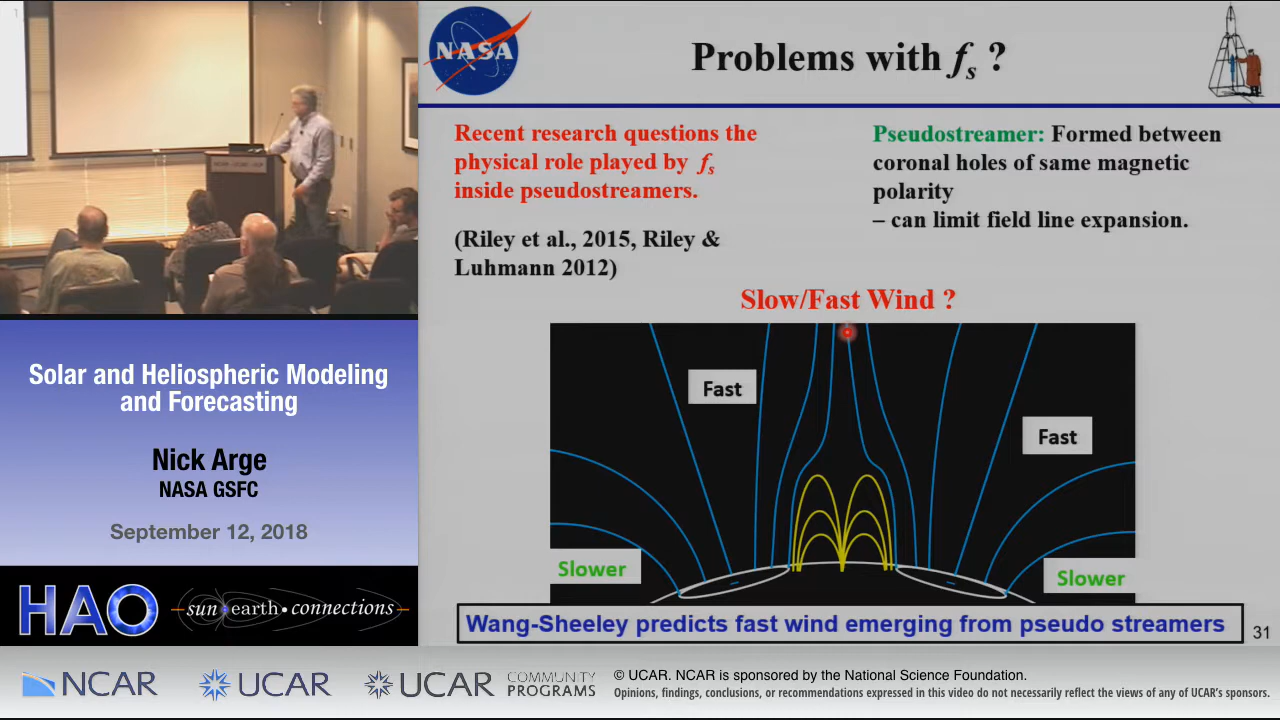 NASA
Problems with fs ?
Recent research questions the
physical role played by fs
inside pseudostreamers.
(Riley et al., 2015, Riley &
Luhmann 2012)
Pseudostreamer: Formed between
coronal holes of same magnetic
polarity
– can limit field line expansion.
Slow/Fast Wind ?
Fast
Fast
Slower
Slower
Wang-Sheeley predicts fast wind emerging from pseudo streamers
31
Solar and Heliospheric Modeling
and Forecasting
Nick Arge
NASA GSFC
September 12, 2018
HAO
sun•earth•connections
NCAR
UCAR
UCAR
COMMUNITY
PROGRAMS
© UCAR. NCAR is sponsored by the National Science Foundation.
Opinions, findings, conclusions, or recommendations expressed in this video do not necessarily reflect the views of any of UCAR's sponsors.